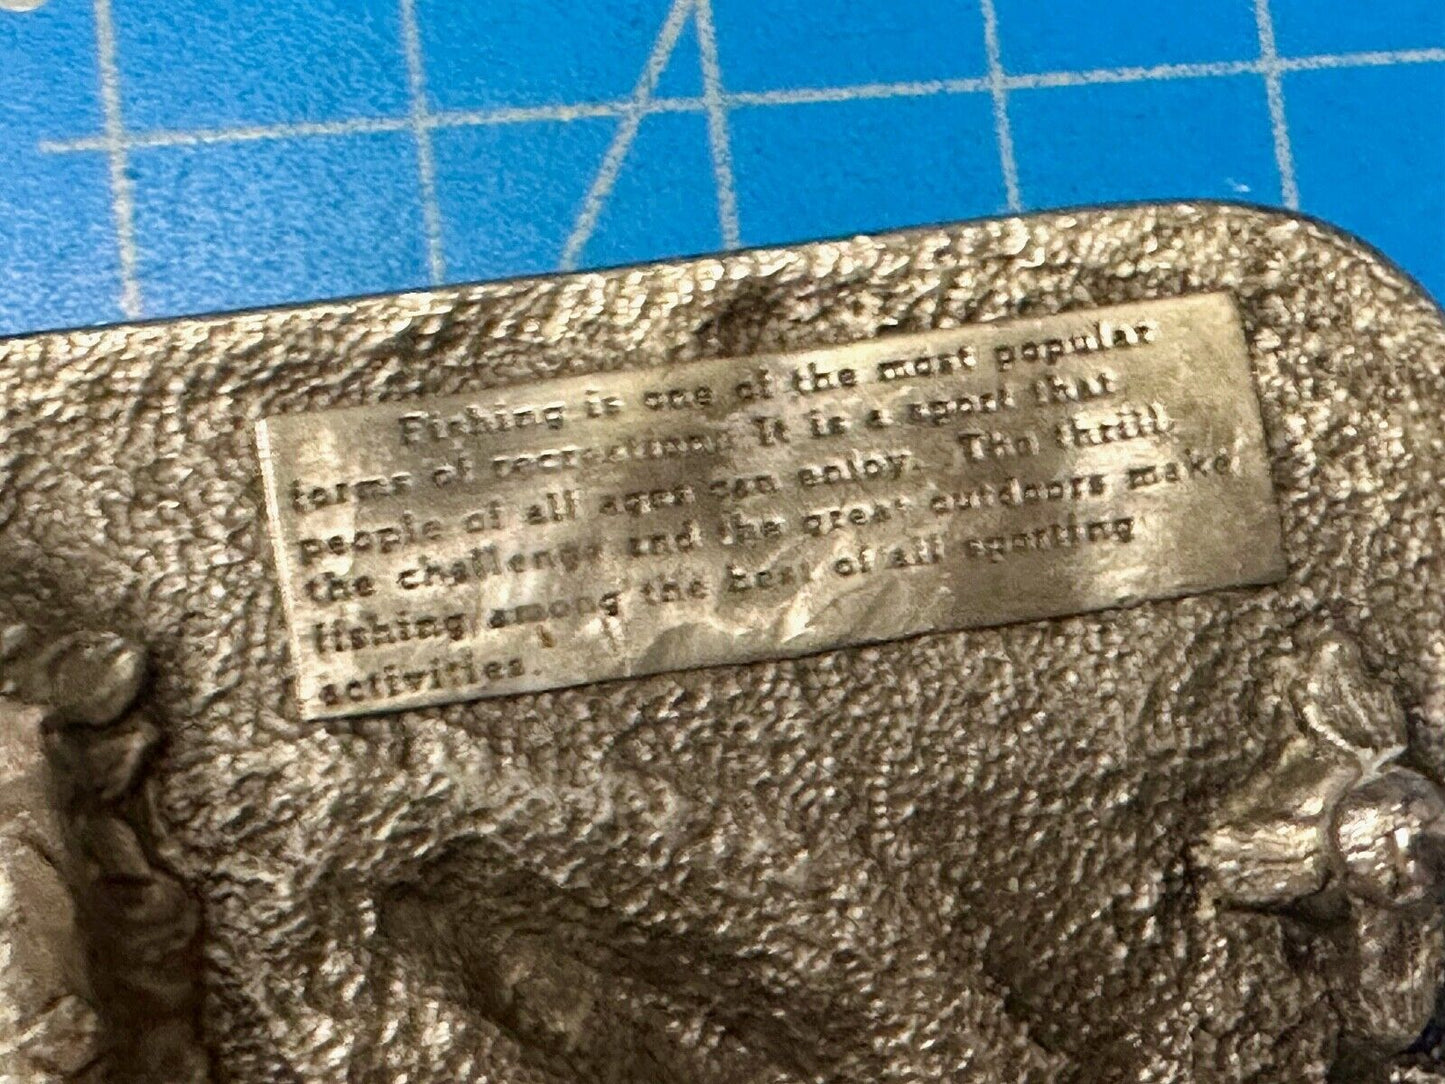 Fishing is one of the most popular
forms of recreation. It is a sport that
people of all ages can enjoy. The thrill,
the challenge and the great outdoors make
fishing among the best of all sporting
activities.